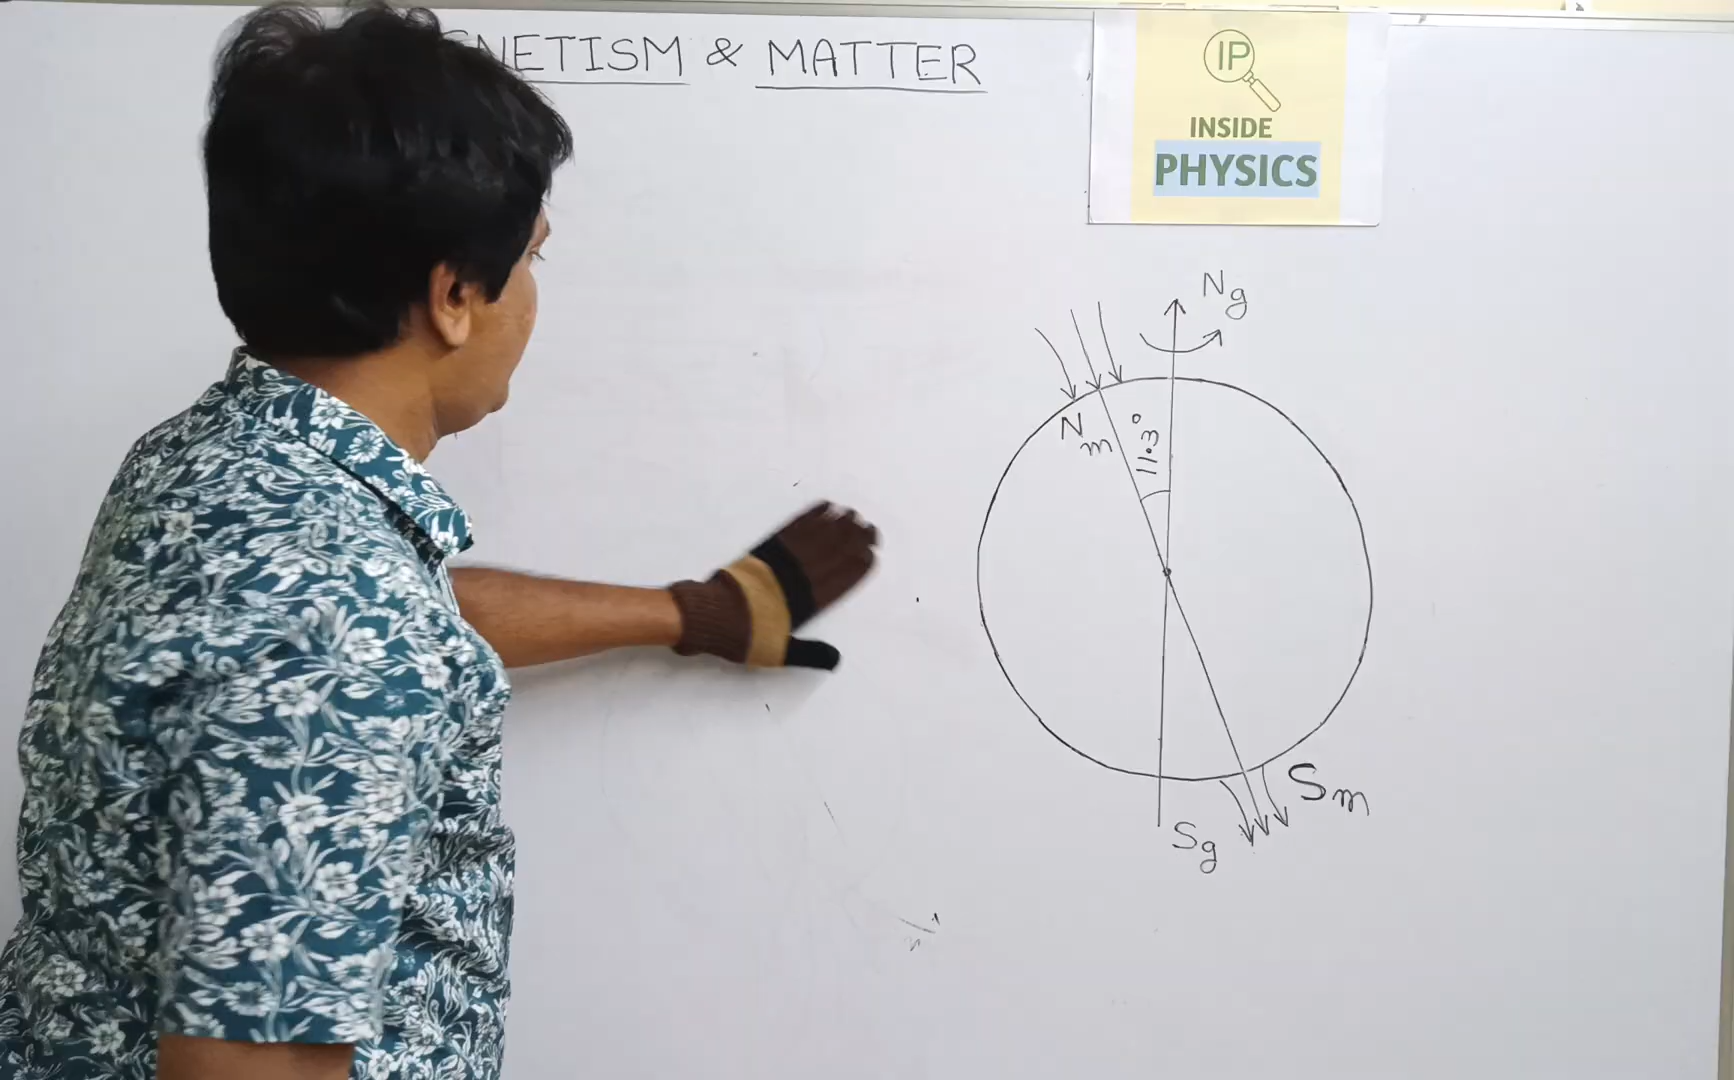 NETISM & MATTER
IP
INSIDE
PHYSICS
Ng
Nm
11.3°
Sm
Sg